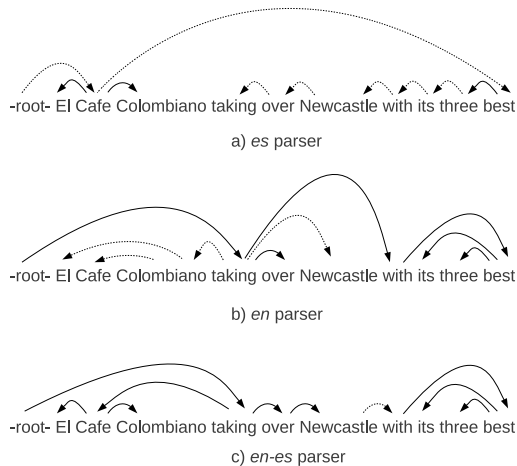 -root- El Cafe Colombiano taking over Newcastle with its three best
a) es parser
-root- El Cafe Colombiano taking over Newcastle with its three best
b) en parser
-root- El Cafe Colombiano taking over Newcastle with its three best
c) en-es parser